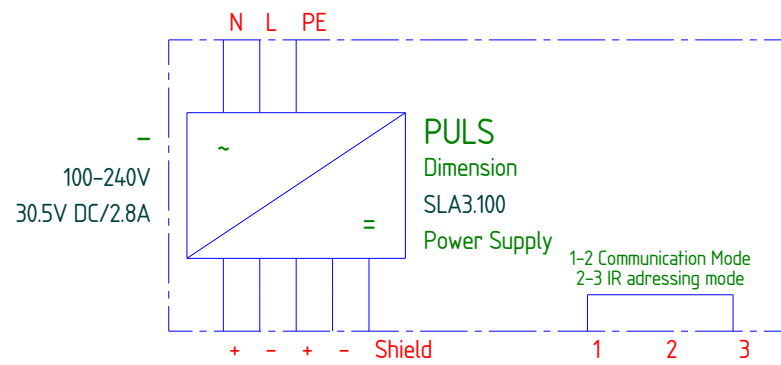 N L PE
–
100-240V
30.5V DC/2.8A
~
=
PULS
Dimension
SLA3.100
Power Supply
1-2 Communication Mode
2-3 IR adressing mode
+ - + - Shield
1 2 3